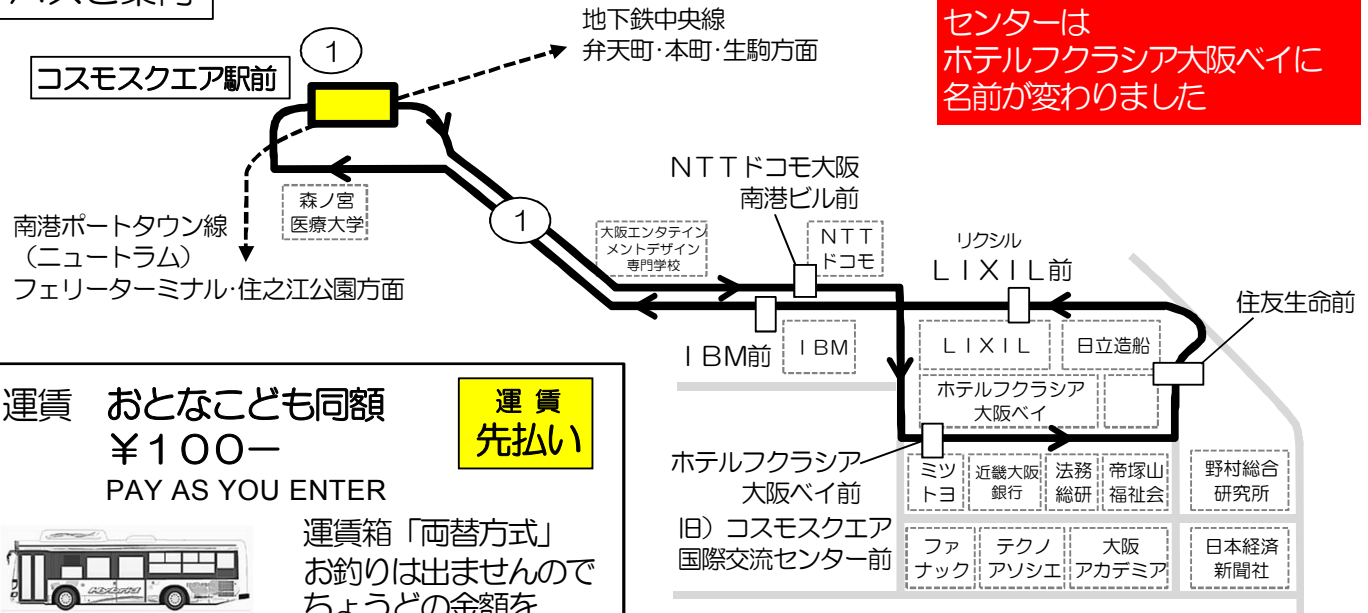 バスご案内
センターは
ホテルフクラシア大阪ベイに
名前が変わりました
地下鉄中央線
弁天町・本町・生駒方面
1
コスモスクエア駅前
南港ポートタウン線
（ニュートラム）
フェリーターミナル・住之江公園方面
森ノ宮
医療大学
1
大阪エンタテイン
メントデザイン
専門学校
NTTドコモ大阪
南港ビル前
NTT
ドコモ
リクシル
LIXIL前
住友生命前
IBM前
IBM
LIXIL
日立造船
ホテルフクラシア
大阪ベイ
ホテルフクラシア
大阪ベイ前
旧）コスモスクエア
国際交流センター前
ミツ
トヨ
近畿大阪
銀行
法務
総研
帝塚山
福祉会
野村総合
研究所
ファ
ナック
テクノ
アソシエ
大阪
アカデミア
日本経済
新聞社
運賃 おとなこども同額
¥100ー
PAY AS YOU ENTER
運賃
先払い
運賃箱「両替方式」
お釣りは出ませんので
ちょうどの金額を
Hybrid